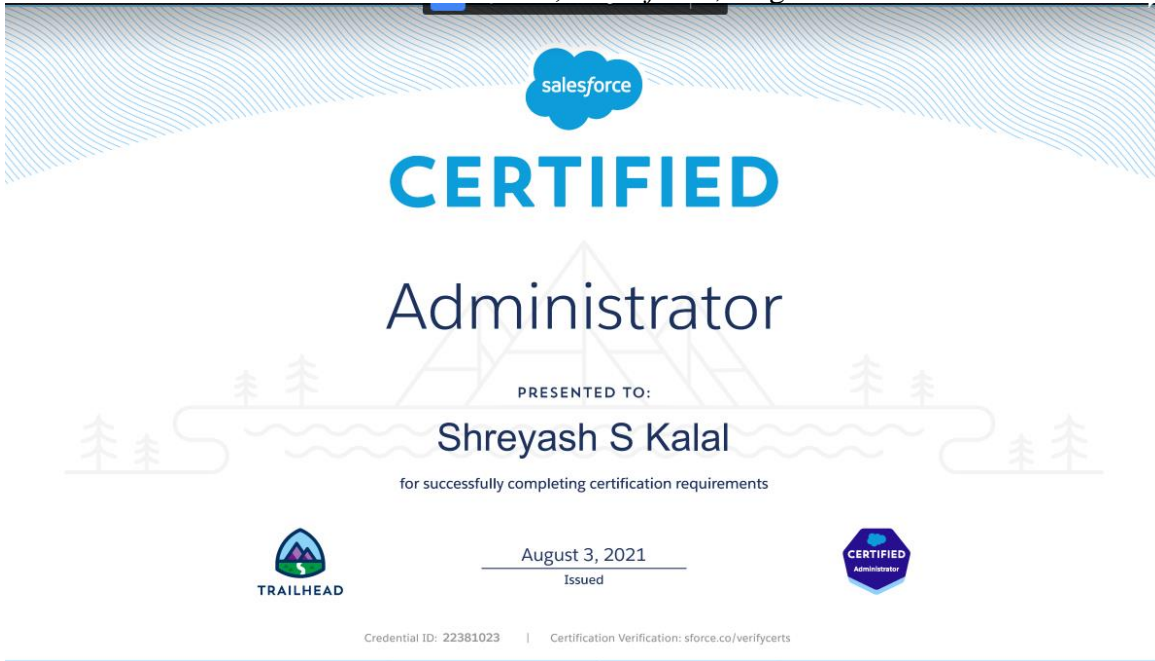 salesforce
CERTIFIED
Administrator
PRESENTED TO:
Shreyash S Kalal
for successfully completing certification requirements
August 3, 2021
Issued
TRAILHEAD
CERTIFIED
Administrator
Credential ID: 22381023 | Certification Verification: sforce.co/verifycerts